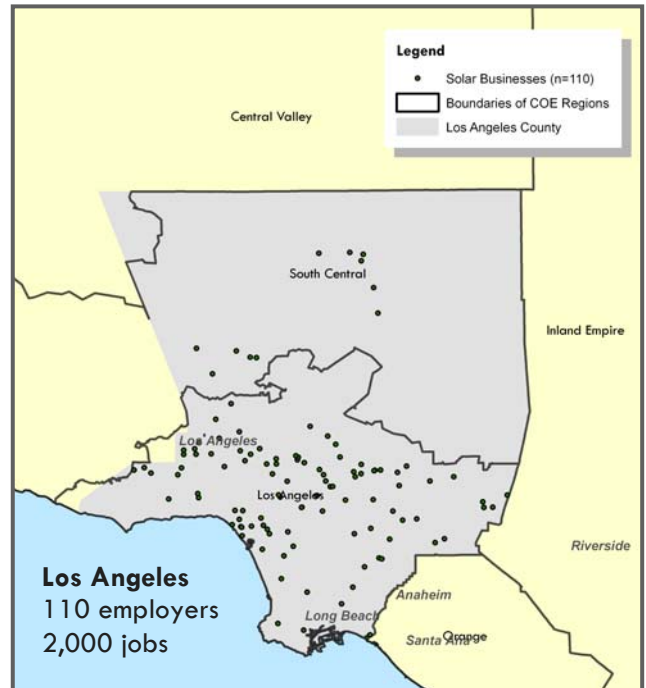 Legend
Solar Businesses (n=110)
Boundaries of COE Regions
Los Angeles County
Central Valley
South Central
Inland Empire
Los Angeles
Los Angeles
Riverside
Anaheim
Long Beach
Santa Ana
Orange
Los Angeles
110 employers
2,000 jobs